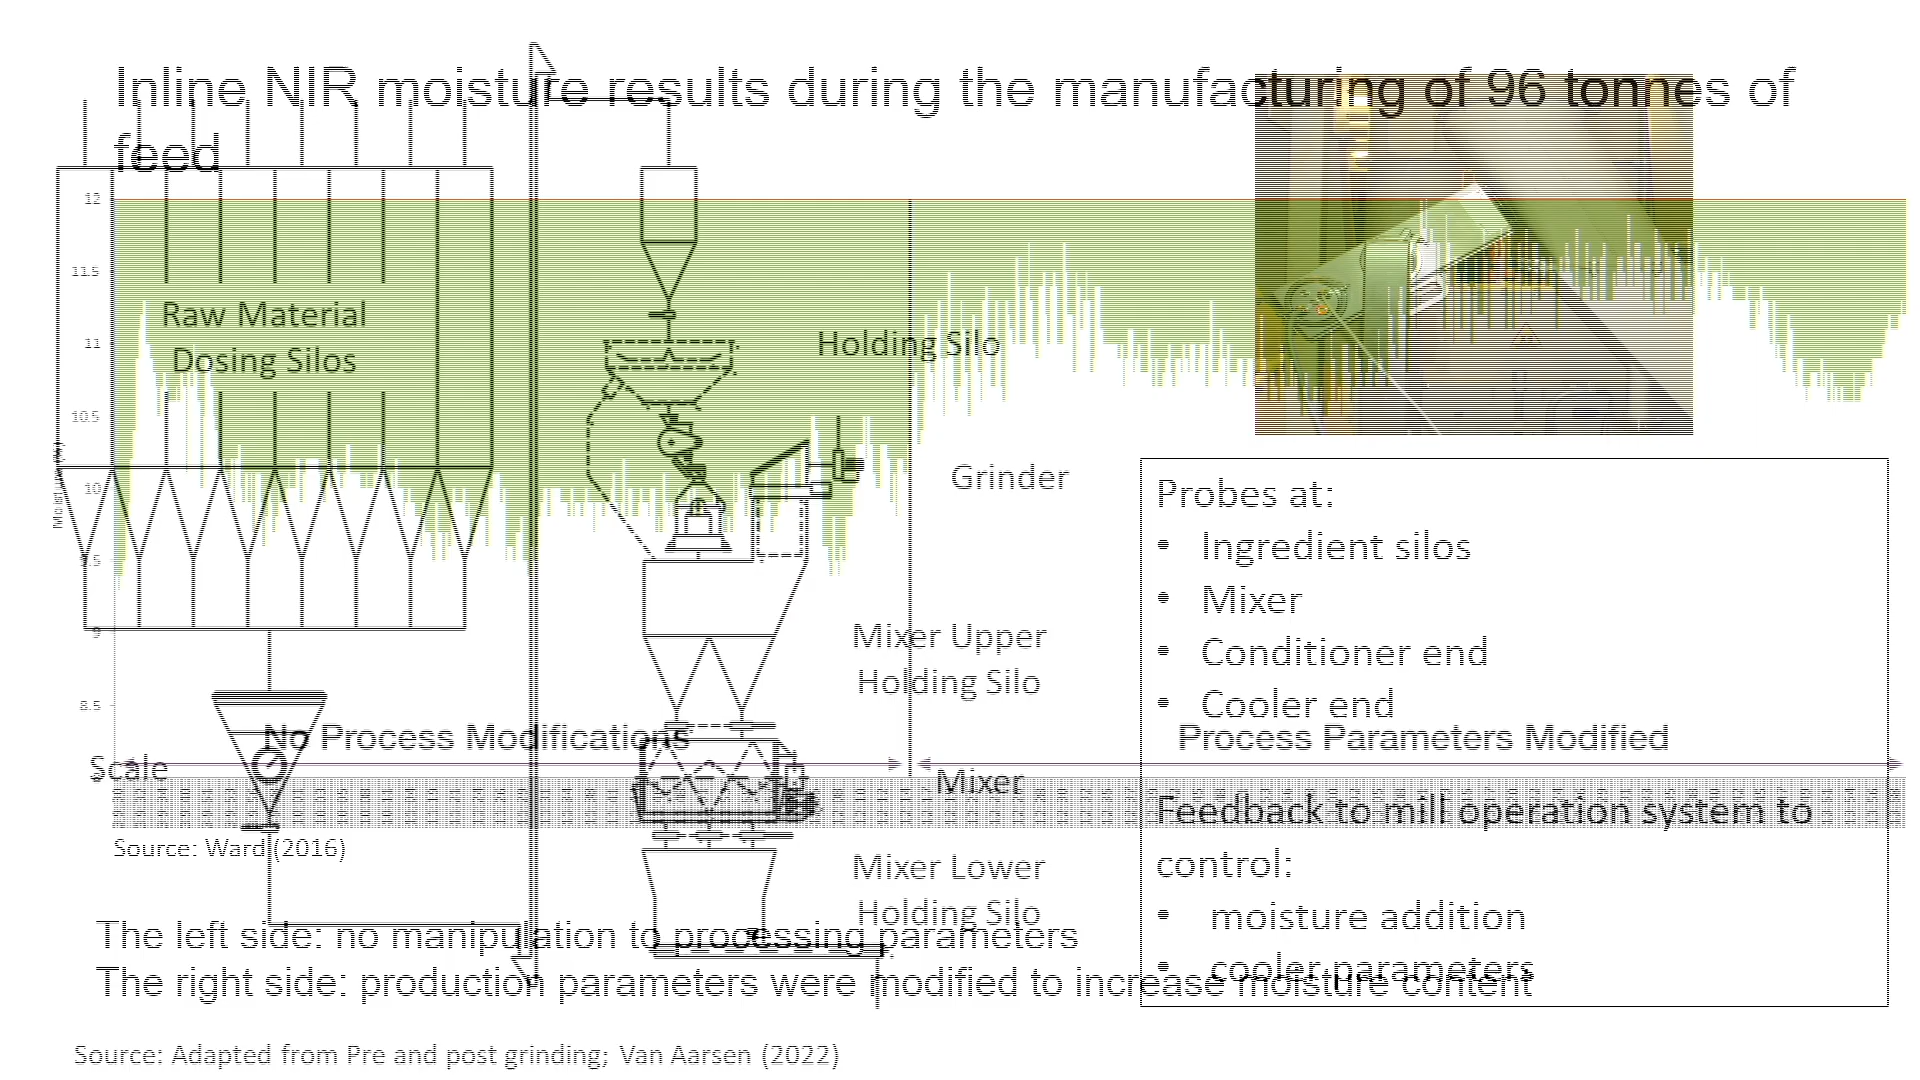 Inline NIR moisture results during the manufacturing of 96 tonnes of
feed
12
11.5
11
10.5
10
9.5
9
8.5
Moisture (%)
Raw Material
Dosing Silos
Holding Silo
Grinder
Mixer Upper
Holding Silo
Scale
Mixer
Mixer Lower
Holding Silo
No Process Modifications
Process Parameters Modified
Probes at:
• Ingredient silos
• Mixer
• Conditioner end
• Cooler end
Feedback to mill operation system to
control:
• moisture addition
• cooler parameters
Source: Ward (2016)
The left side: no manipulation to processing parameters
The right side: production parameters were modified to increase moisture content
Source: Adapted from Pre and post grinding; Van Aarsen (2022)